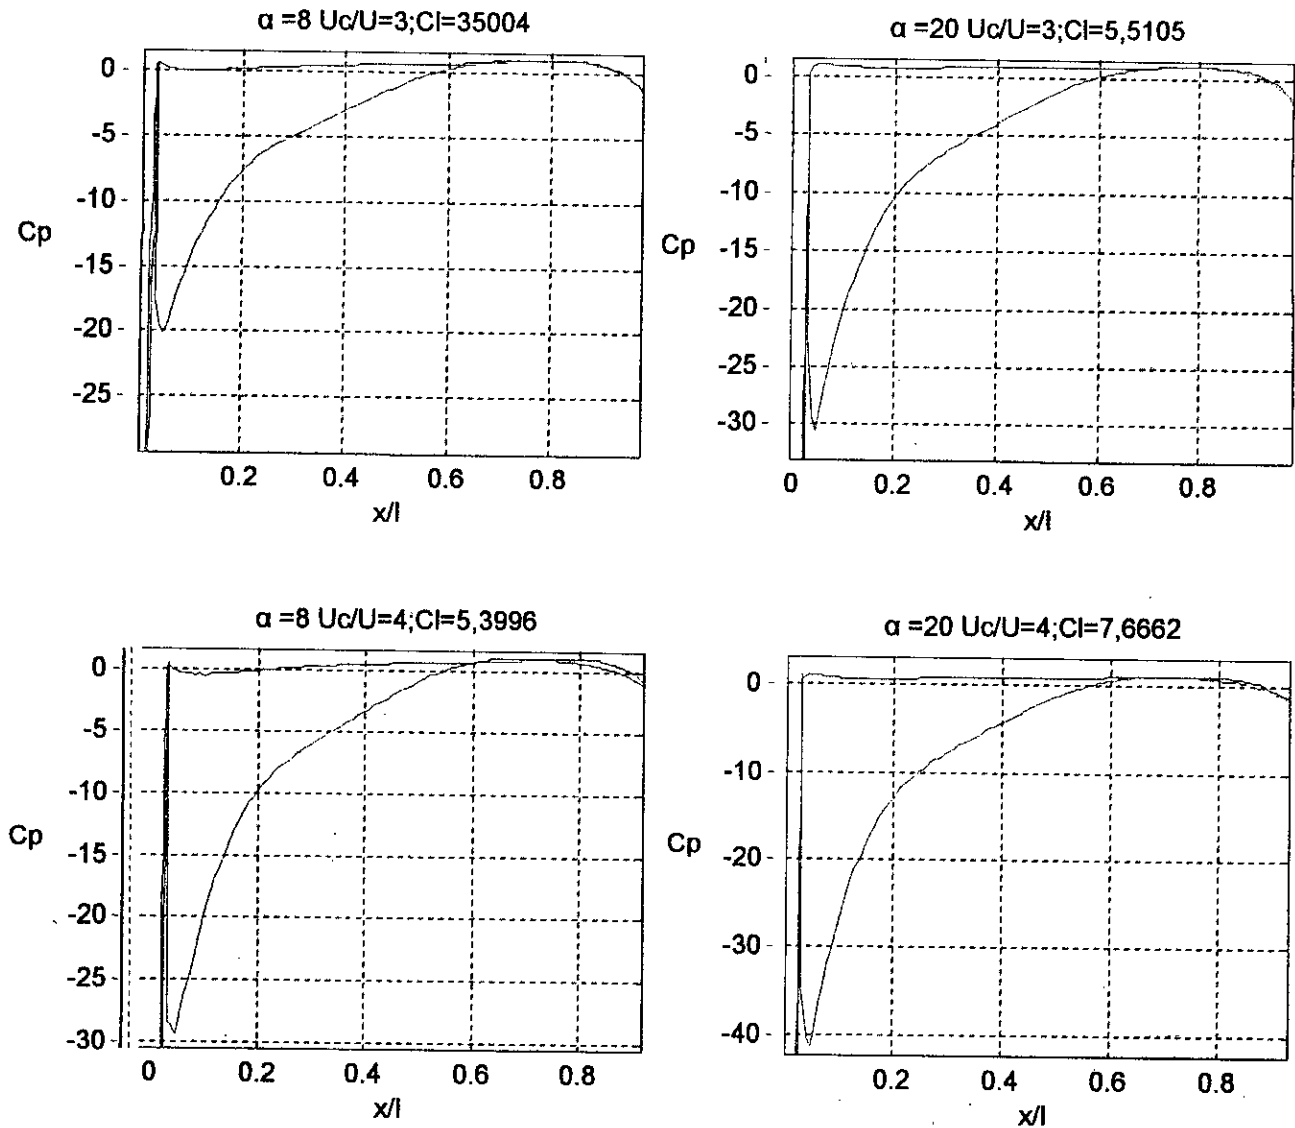 α =8 Uc/U=3;Cl=35004
0
-5
-10
Cp
-15
-20
-25
0.2 0.4 0.6 0.8
x/l
α =20 Uc/U=3;Cl=5,5105
0
-5
-10
-15
Cp
-20
-25
-30
0 0.2 0.4 0.6 0.8
x/l
α =8 Uc/U=4;Cl=5,3996
0
-5
-10
Cp
-15
-20
-25
-30
0 0.2 0.4 0.6 0.8
x/l
α =20 Uc/U=4;Cl=7,6662
0
-10
Cp
-20
-30
-40
0.2 0.4 0.6 0.8
x/l